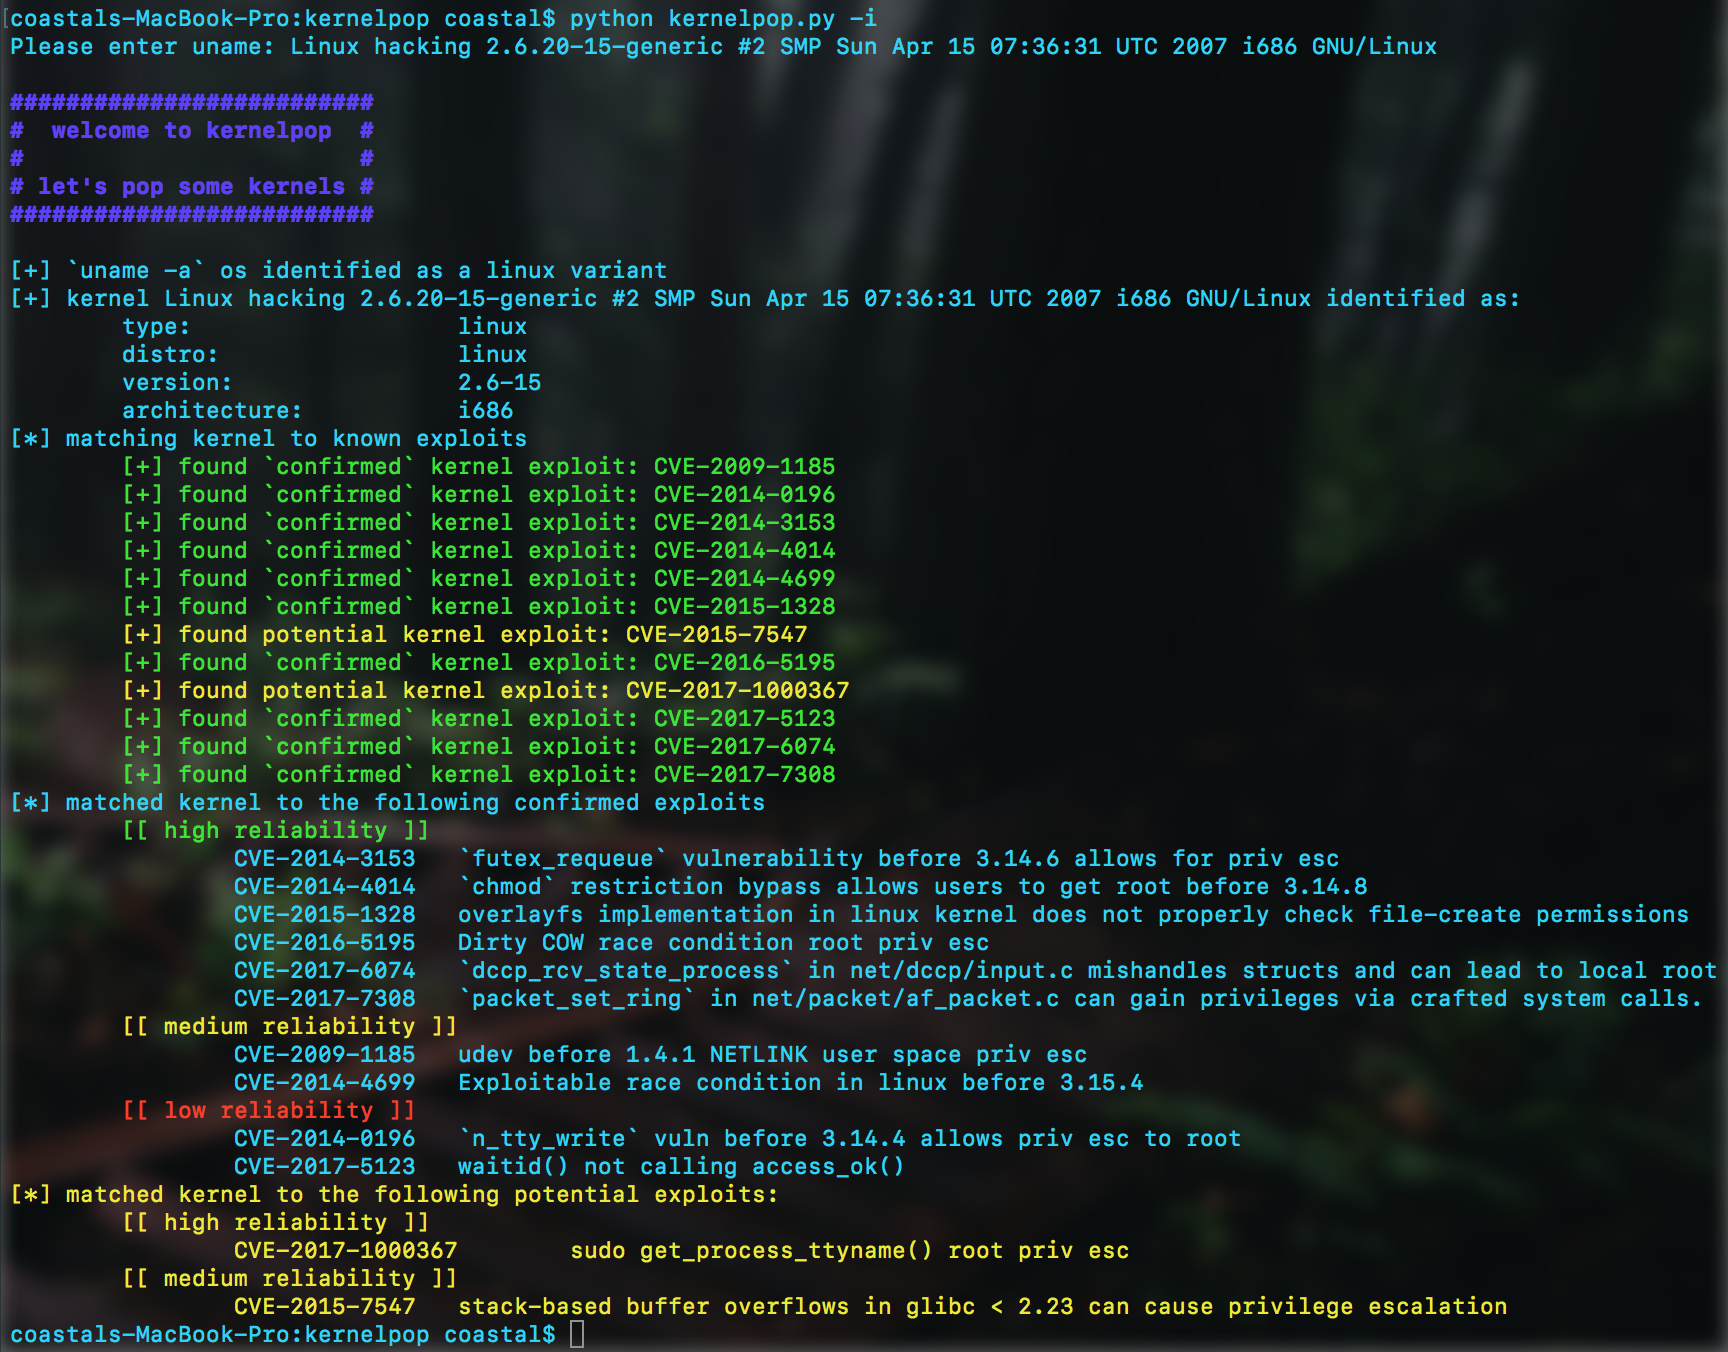 coastals-MacBook-Pro:kernelpop coastal$ python kernelpop.py -i
Please enter uname: Linux hacking 2.6.20-15-generic #2 SMP Sun Apr 15 07:36:31 UTC 2007 i686 GNU/Linux
##########################
#  welcome to kernelpop  #
#                        #
# let's pop some kernels #
##########################
[+] `uname -a` os identified as a linux variant
[+] kernel Linux hacking 2.6.20-15-generic #2 SMP Sun Apr 15 07:36:31 UTC 2007 i686 GNU/Linux identified as:
type: linux
distro: linux
version: 2.6-15
architecture: i686
[*] matching kernel to known exploits
[+] found `confirmed` kernel exploit: CVE-2009-1185
[+] found `confirmed` kernel exploit: CVE-2014-0196
[+] found `confirmed` kernel exploit: CVE-2014-3153
[+] found `confirmed` kernel exploit: CVE-2014-4014
[+] found `confirmed` kernel exploit: CVE-2014-4699
[+] found `confirmed` kernel exploit: CVE-2015-1328
[+] found potential kernel exploit: CVE-2015-7547
[+] found `confirmed` kernel exploit: CVE-2016-5195
[+] found potential kernel exploit: CVE-2017-1000367
[+] found `confirmed` kernel exploit: CVE-2017-5123
[+] found `confirmed` kernel exploit: CVE-2017-6074
[+] found `confirmed` kernel exploit: CVE-2017-7308
[*] matched kernel to the following confirmed exploits
[[ high reliability ]]
CVE-2014-3153 `futex_requeue` vulnerability before 3.14.6 allows for priv esc
CVE-2014-4014 `chmod` restriction bypass allows users to get root before 3.14.8
CVE-2015-1328 overlayfs implementation in linux kernel does not properly check file-create permissions
CVE-2016-5195 Dirty COW race condition root priv esc
CVE-2017-6074 `dccp_rcv_state_process` in net/dccp/input.c mishandles structs and can lead to local root
CVE-2017-7308 `packet_set_ring` in net/packet/af_packet.c can gain privileges via crafted system calls.
[[ medium reliability ]]
CVE-2009-1185 udev before 1.4.1 NETLINK user space priv esc
CVE-2014-4699 Exploitable race condition in linux before 3.15.4
[[ low reliability ]]
CVE-2014-0196 `n_tty_write` vuln before 3.14.4 allows priv esc to root
CVE-2017-5123 waitid() not calling access_ok()
[*] matched kernel to the following potential exploits:
[[ high reliability ]]
CVE-2017-1000367 sudo get_process_ttyname() root priv esc
[[ medium reliability ]]
CVE-2015-7547 stack-based buffer overflows in glibc < 2.23 can cause privilege escalation
coastals-MacBook-Pro:kernelpop coastal$